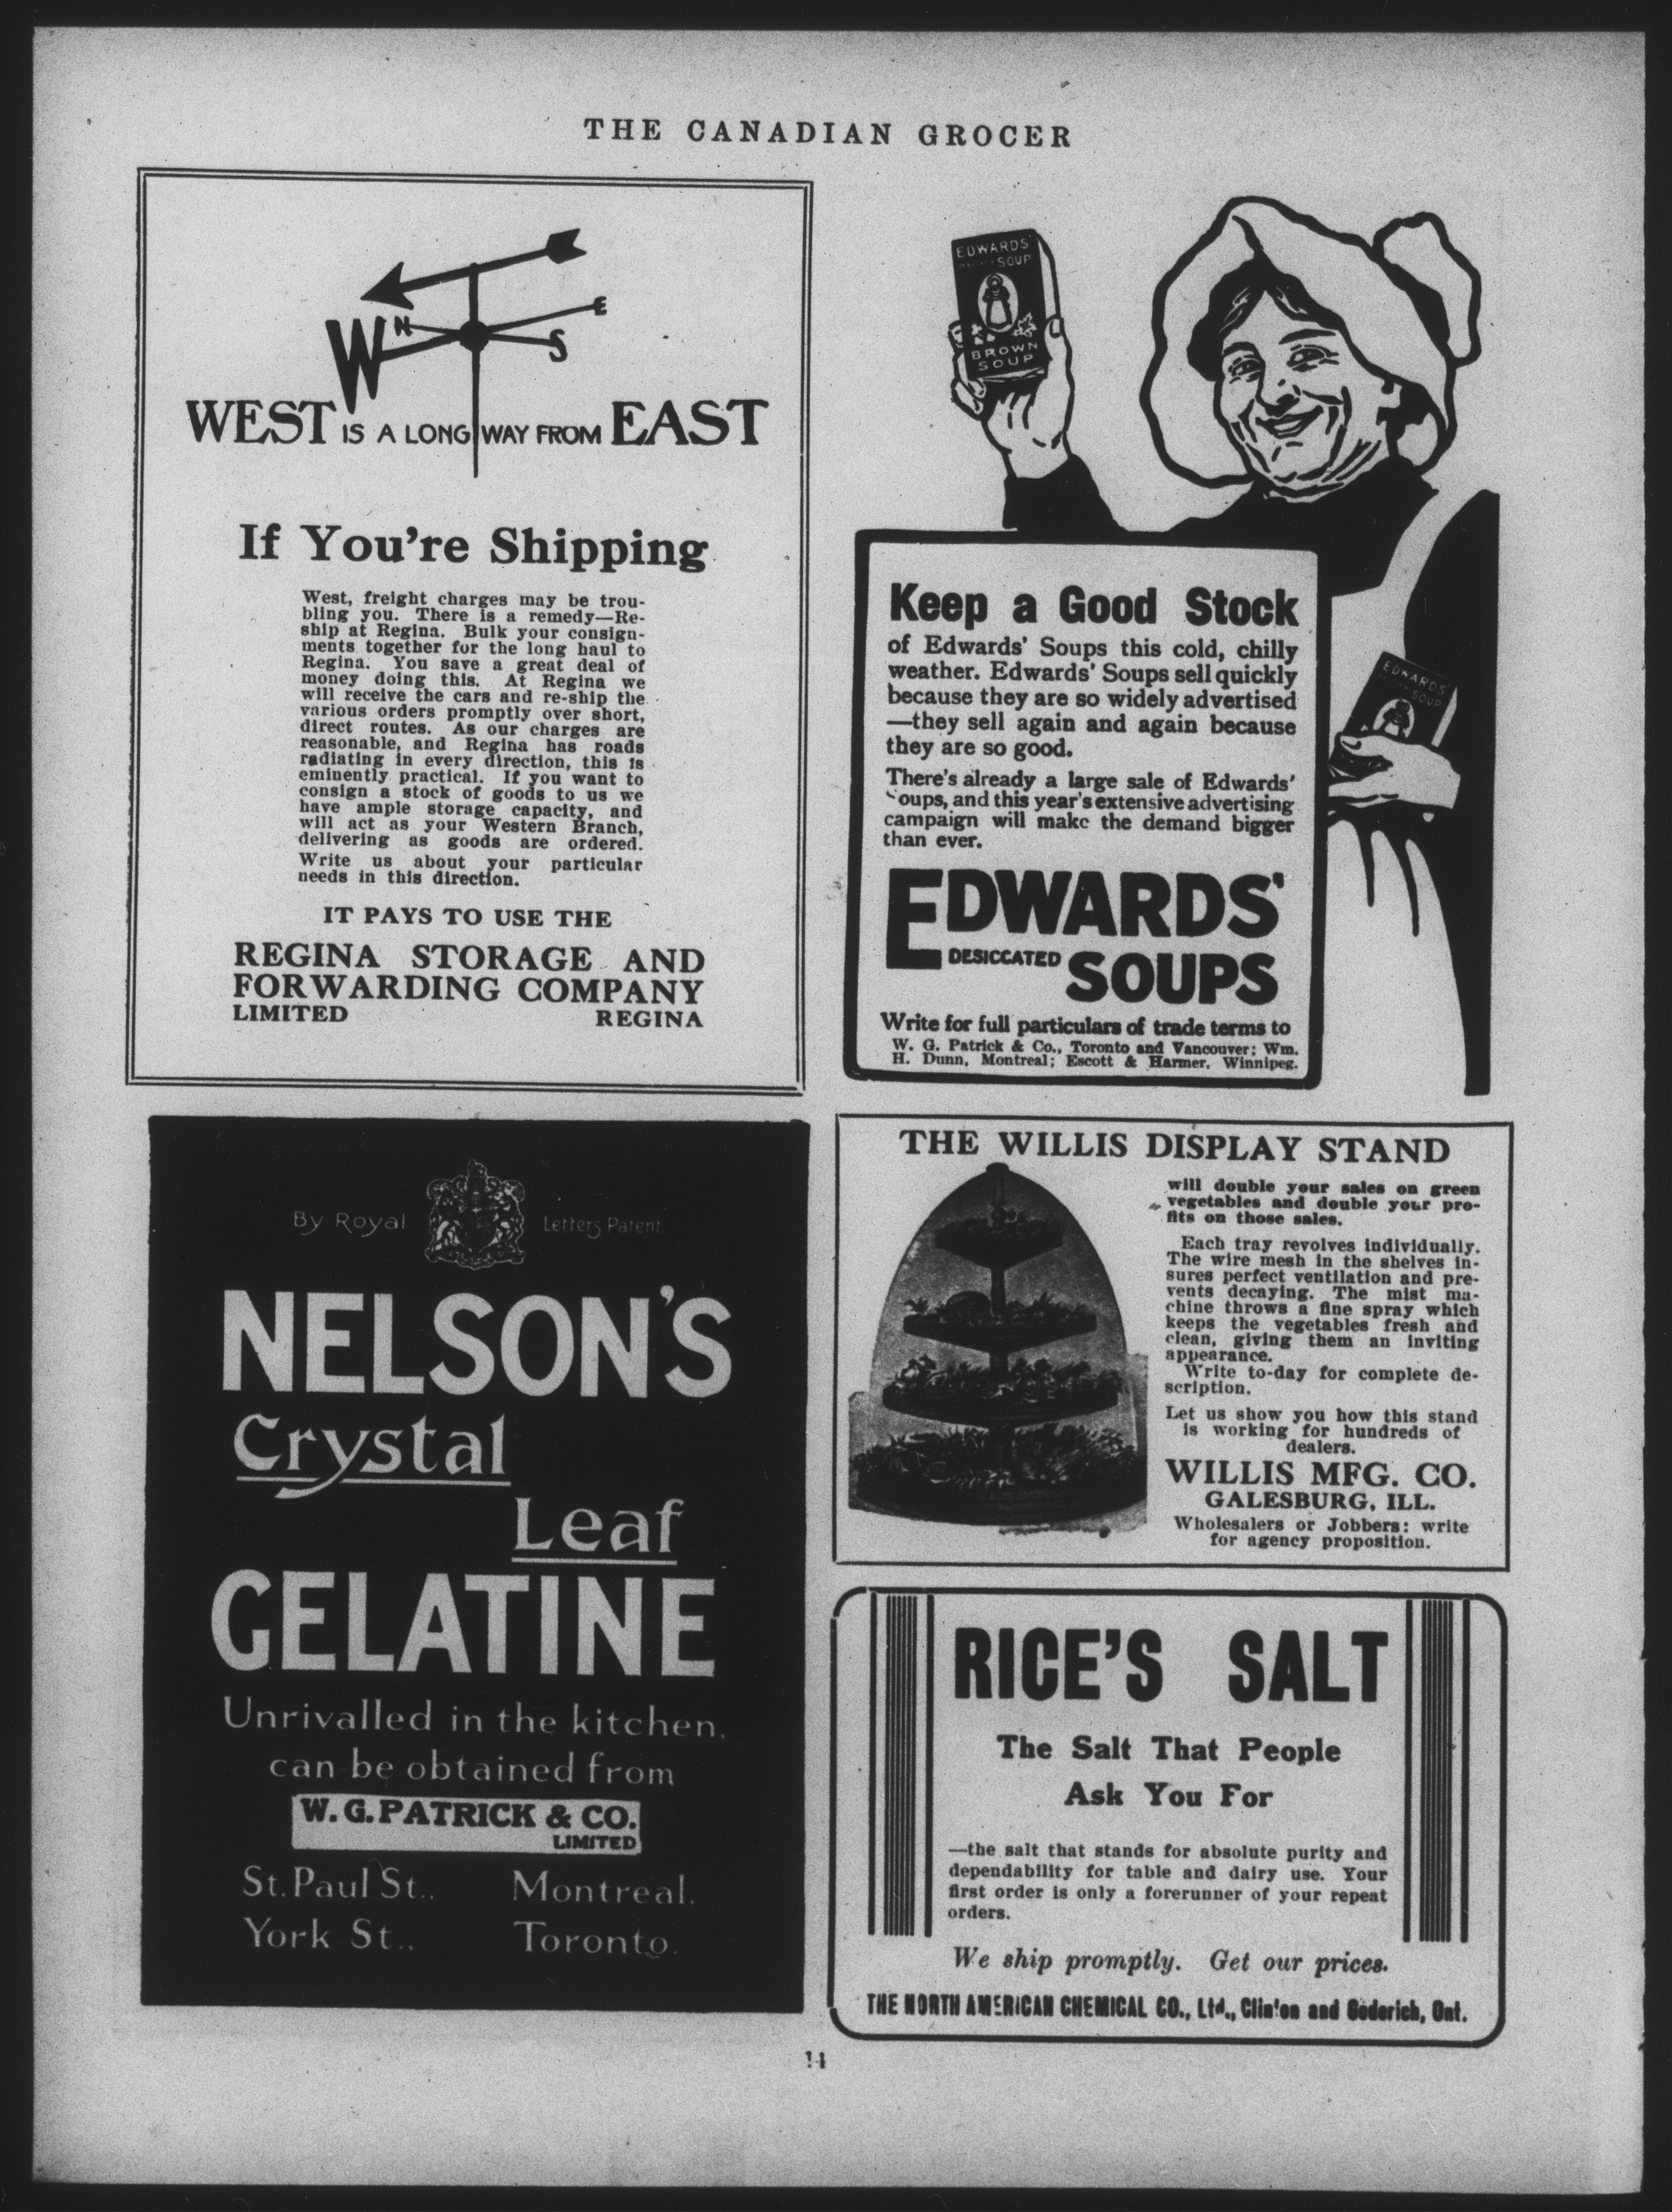 THE CANADIAN GROCER
W
N
E
S
WEST IS A LONG WAY FROM EAST
If You're Shipping
West, freight charges may be trou-
bling you. There is a remedy—Re-
ship at Regina. Bulk your consign-
ments together for the long haul to
Regina. You save a great deal of
money doing this. At Regina we
will receive the cars and re-ship the
various orders promptly over short,
direct routes. As our charges are
reasonable, and Regina has roads
radiating in every direction, this is
eminently practical. If you want to
consign a stock of goods to us we
have ample storage capacity, and
will act as your Western Branch,
delivering as goods are ordered.
Write us about your particular
needs in this direction.
IT PAYS TO USE THE
REGINA STORAGE AND
FORWARDING COMPANY
LIMITED REGINA
EDWARDS'
SOUP
BROWN
SOUP
EDWARDS'
SOUP
Keep a Good Stock
of Edwards' Soups this cold, chilly
weather. Edwards' Soups sell quickly
because they are so widely advertised
—they sell again and again because
they are so good.
There's already a large sale of Edwards'
oups, and this year's extensive advertising
campaign will make the demand bigger
than ever.
EDWARDS'
DESICCATED SOUPS
Write for full particulars of trade terms to
W. G. Patrick & Co., Toronto and Vancouver; Wm.
H. Dunn, Montreal; Escott & Harmer, Winnipeg.
By Royal Letters Patent
NELSON'S
Crystal
Leaf
GELATINE
Unrivalled in the kitchen,
can be obtained from
W. G. PATRICK & CO.
LIMITED
St. Paul St., Montreal.
York St., Toronto.
THE WILLIS DISPLAY STAND
will double your sales on green
vegetables and double your pro-
fits on those sales.
Each tray revolves individually.
The wire mesh in the shelves in-
sures perfect ventilation and pre-
vents decaying. The mist ma-
chine throws a fine spray which
keeps the vegetables fresh and
clean, giving them an inviting
appearance.
Write to-day for complete de-
scription.
Let us show you how this stand
is working for hundreds of
dealers.
WILLIS MFG. CO.
GALESBURG, ILL.
Wholesalers or Jobbers: write
for agency proposition.
RICE'S SALT
The Salt That People
Ask You For
—the salt that stands for absolute purity and
dependability for table and dairy use. Your
first order is only a forerunner of your repeat
orders.
We ship promptly. Get our prices.
THE NORTH AMERICAN CHEMICAL CO., Ltd., Clinton and Goderich, Ont.
14